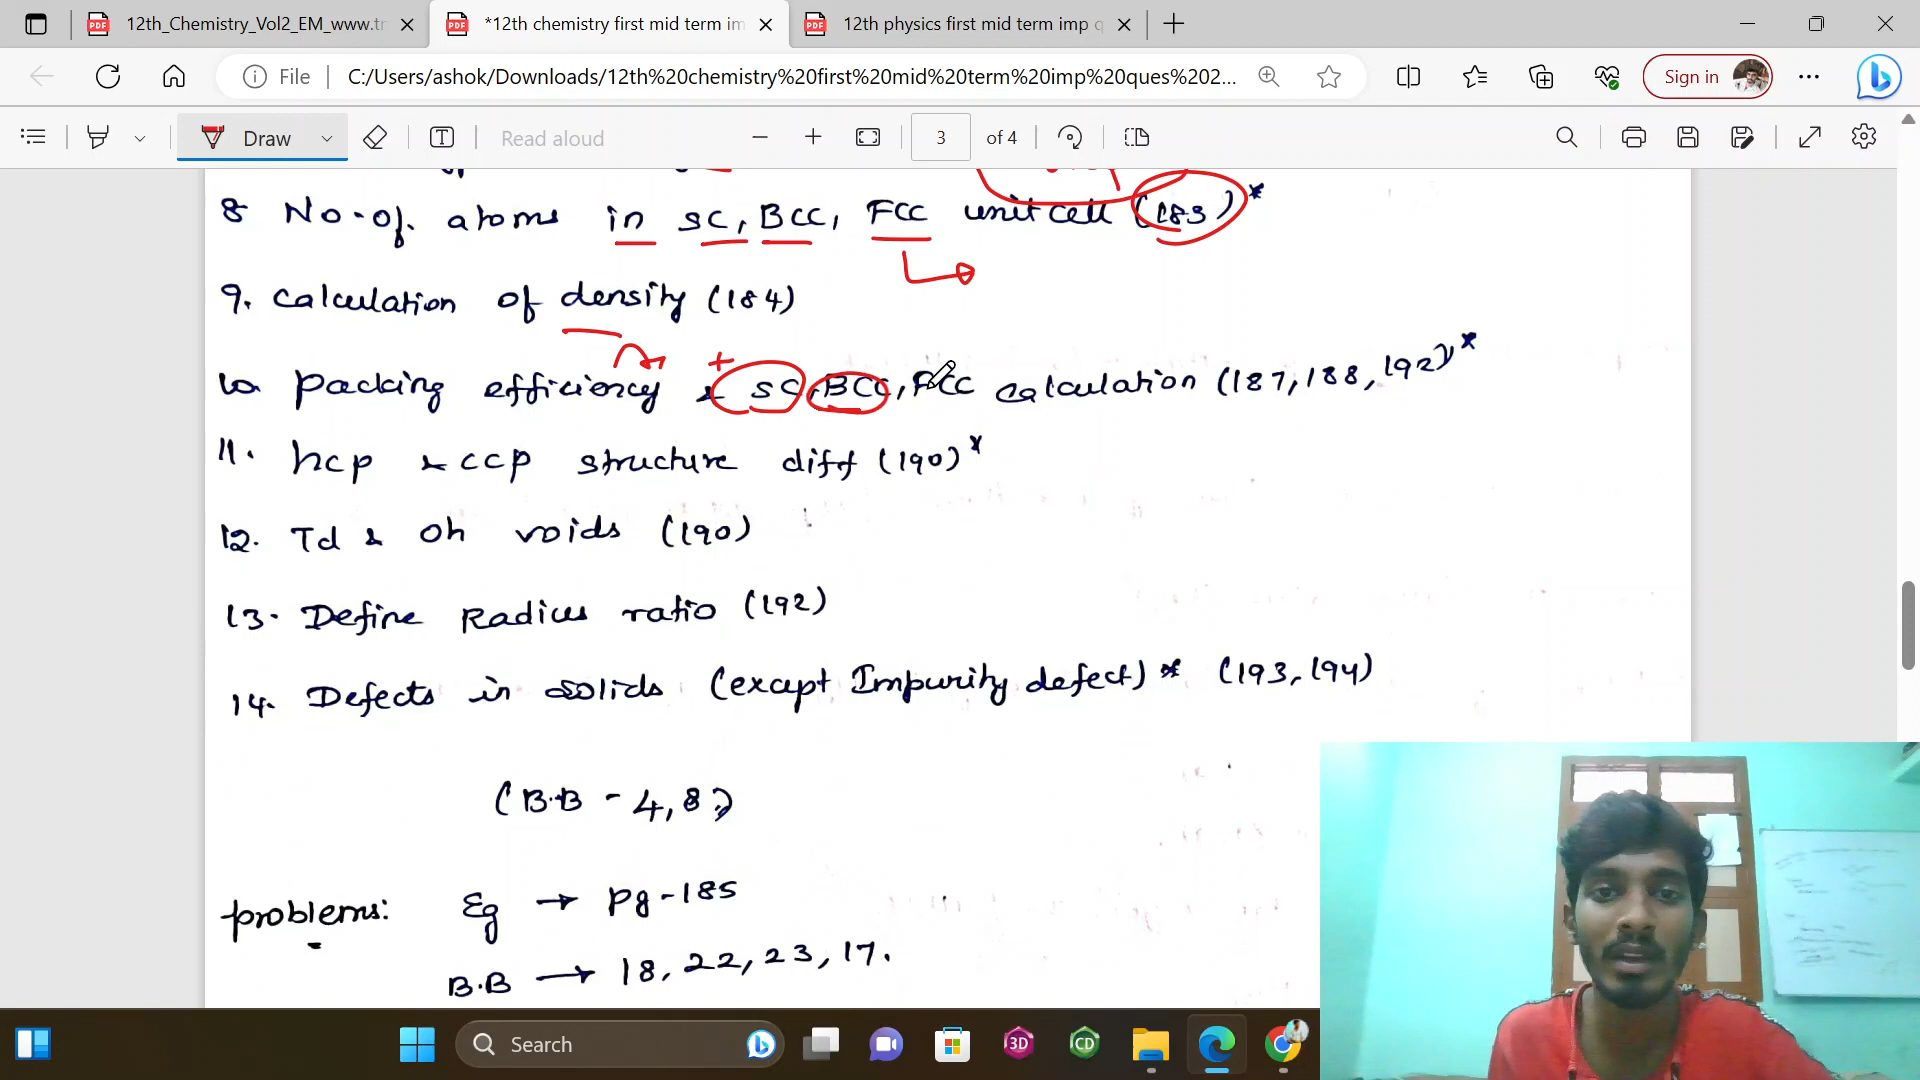 12th_Chemistry_Vol2_EM_www.tr
*12th chemistry first mid term im
12th physics first mid term imp q
File
C:/Users/ashok/Downloads/12th%20chemistry%20first%20mid%20term%20imp%20ques%202...
Sign in
Draw
Read aloud
3 of 4
8 No.of. atoms in SC, BCC, FCC unitcell (183)*
9. Calculation of density (184)
10 Packing efficiency & SC, BCC, FCC calculation (187, 188, 192)*
11. hcp & ccp structure diff (190)*
12. Td & Oh voids (190)
13. Define Radius ratio (192)
14. Defects in solids (except Impurity defect) * (193, 194)
(B.B - 4, 8)
problems: Eg → pg - 185
B.B → 18, 22, 23, 17.
Search
3D
CD